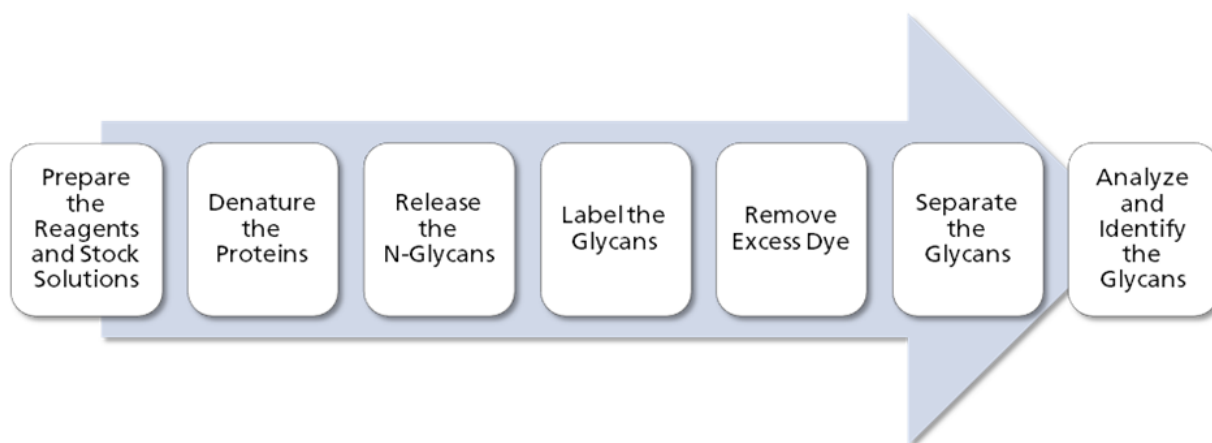 Prepare
the
Reagents
and Stock
Solutions
Denature
the
Proteins
Release
the
N-Glycans
Label the
Glycans
Remove
Excess Dye
Separate
the
Glycans
Analyze
and
Identify
the
Glycans